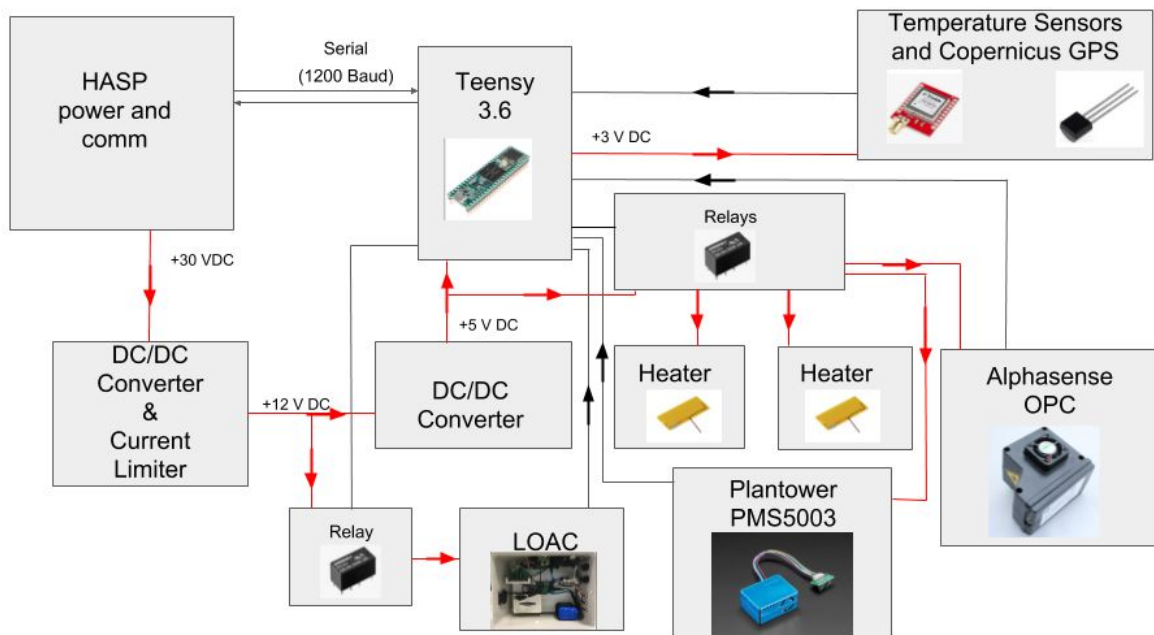 HASP
power and
comm
Serial
(1200 Baud)
Teensy
3.6
Temperature Sensors
and Copernicus GPS
+3 V DC
Relays
+30 VDC
+5 V DC
DC/DC
Converter
&
Current
Limiter
+12 V DC
DC/DC
Converter
Heater
Heater
Alphasense
OPC
Relay
LOAC
Plantower
PMS5003